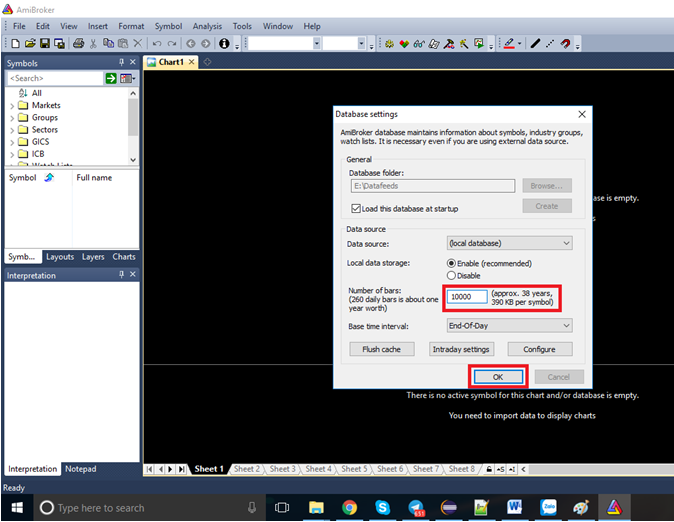 AmiBroker
File Edit View Insert Format Symbol Analysis Tools Window Help
Symbols
Chart1
<Search>
All
Markets
Groups
Sectors
GICS
ICB
Watch Lists
Symbol Full name
Symb... Layouts Layers Charts
Interpretation
Database settings
AmiBroker database maintains information about symbols, industry groups,
watch lists. It is necessary even if you are using external data source.
General
Database folder:
E:\Datafeeds
Browse...
Load this database at startup
Create
ase is empty.
s
Data source
Data source: (local database)
Local data storage: Enable (recommended)
Disable
Number of bars:
(260 daily bars is about one
year worth)
10000
(approx. 38 years,
390 KB per symbol)
Base time interval: End-Of-Day
Flush cache Intraday settings Configure
OK Cancel
There is no active symbol for this chart and/or database is empty.
You need to import data to display charts
Interpretation Notepad
Sheet 1 Sheet 2 Sheet 3 Sheet 4 Sheet 5 Sheet 6 Sheet 7 Sheet 8
Ready
Type here to search
Zalo